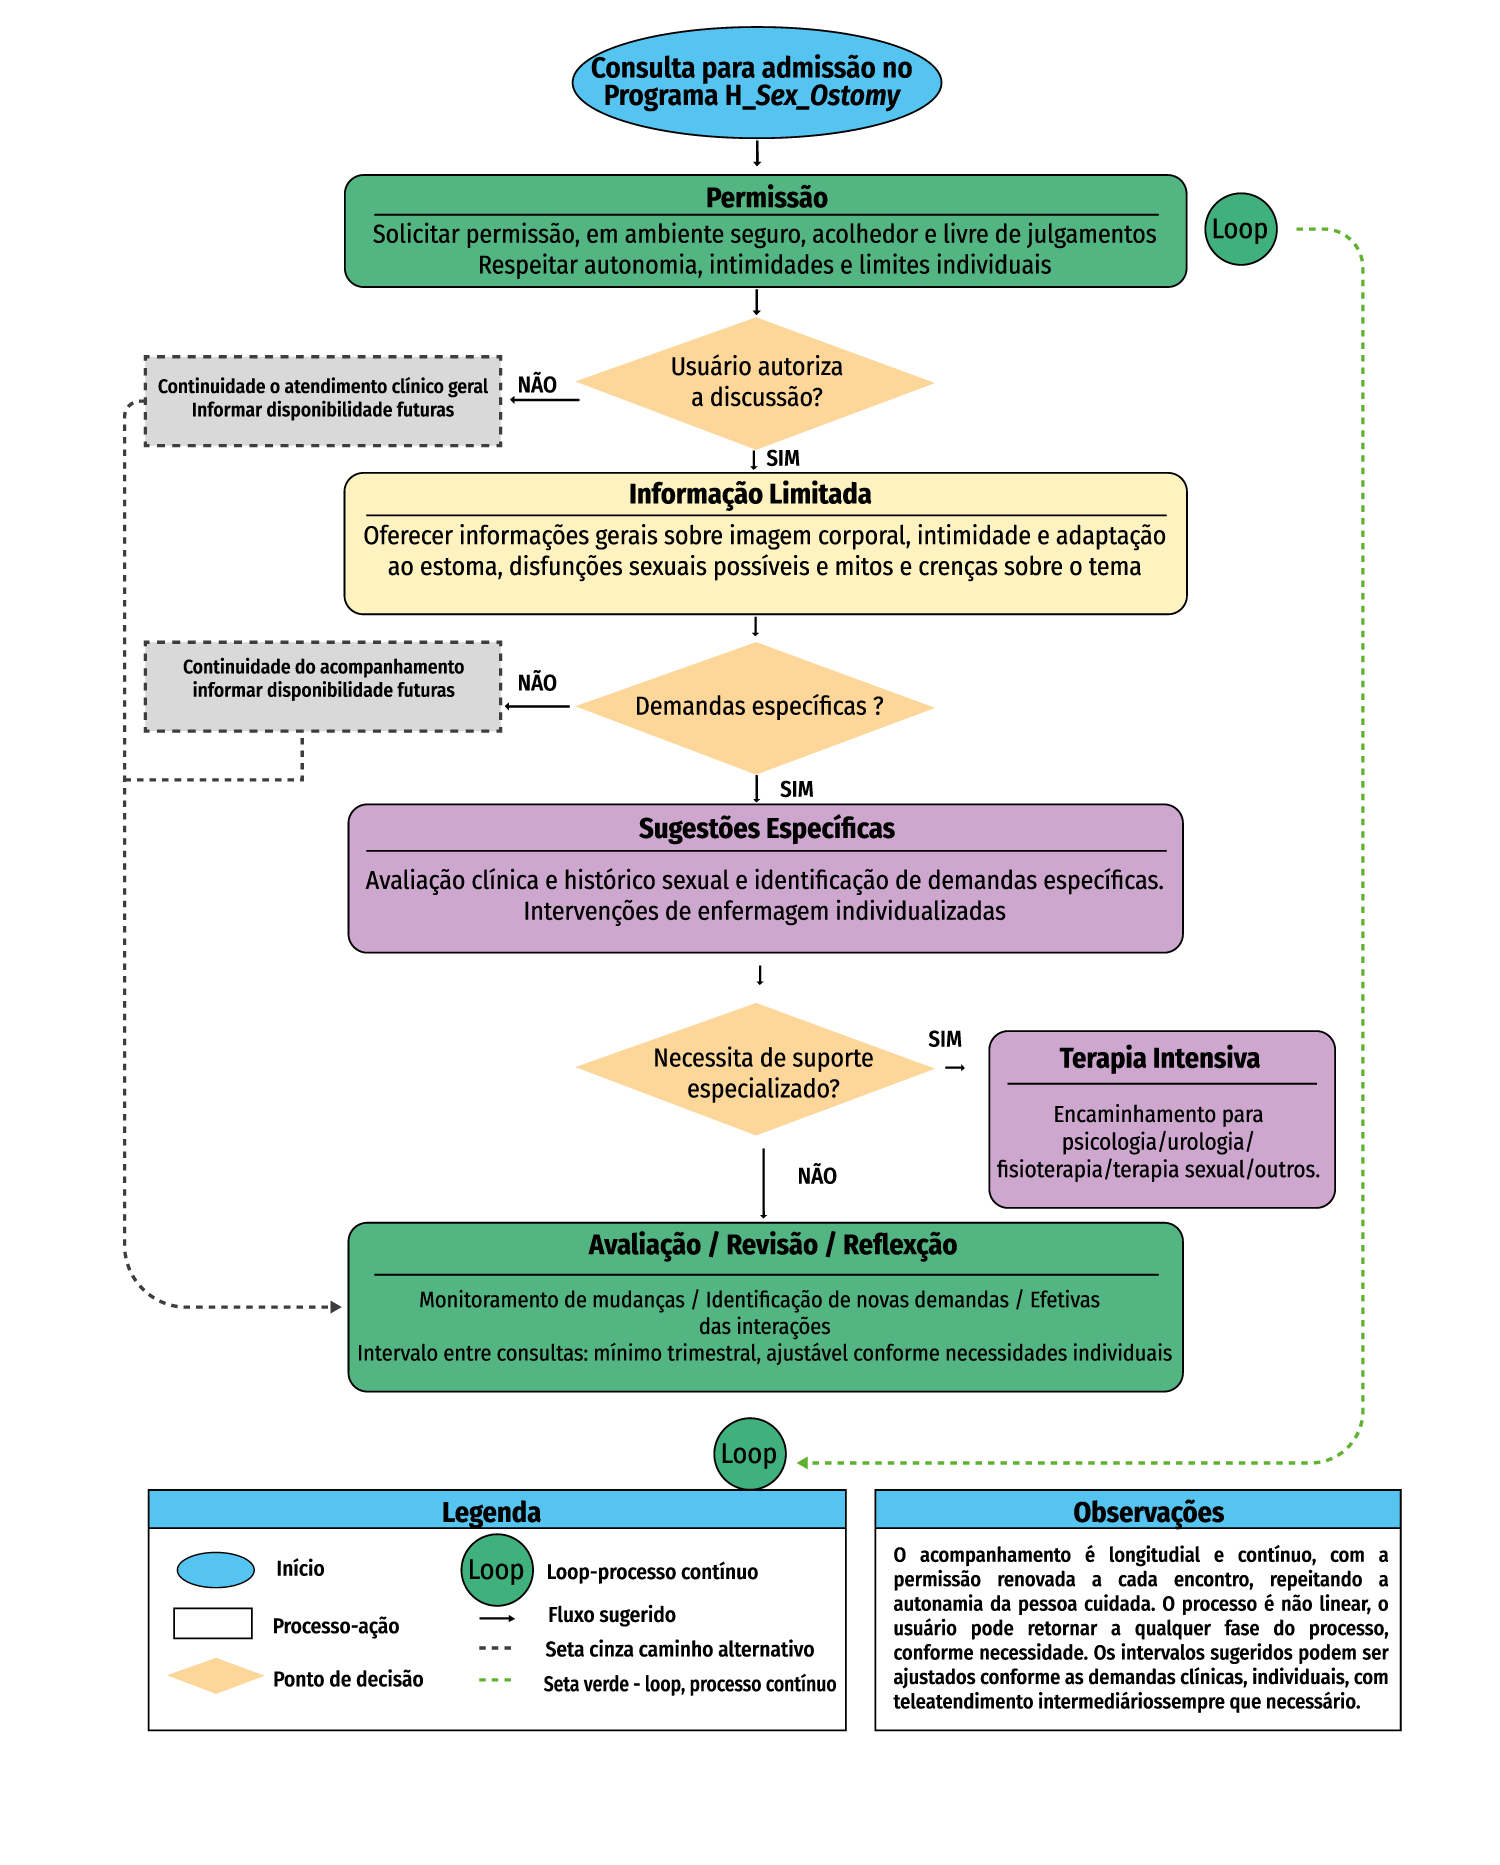 Consulta para admissão no
Programa H_Sex_Ostomy
Permissão
Solicitar permissão, em ambiente seguro, acolhedor e livre de julgamentos
Respeitar autonomia, intimidades e limites individuais
Loop
Usuário autoriza
a discussão?
NÃO
Continuidade o atendimento clínico geral
Informar disponibilidade futuras
SIM
Informação Limitada
Oferecer informações gerais sobre imagem corporal, intimidade e adaptação
ao estoma, disfunções sexuais possíveis e mitos e crenças sobre o tema
Demandas específicas ?
NÃO
Continuidade do acompanhamento
informar disponibilidade futuras
SIM
Sugestões Específicas
Avaliação clínica e histórico sexual e identificação de demandas específicas.
Intervenções de enfermagem individualizadas
Necessita de suporte
especializado?
SIM
Terapia Intensiva
Encaminhamento para
psicologia/urologia/
fisioterapia/terapia sexual/outros.
NÃO
Avaliação / Revisão / Reflexção
Monitoramento de mudanças / Identificação de novas demandas / Efetivas
das interações
Intervalo entre consultas: mínimo trimestral, ajustável conforme necessidades individuais
Loop
Legenda
Início
Processo-ação
Ponto de decisão
Loop
Loop-processo contínuo
Fluxo sugerido
Seta cinza caminho alternativo
Seta verde - loop, processo contínuo
Observações
O acompanhamento é longitudial e contínuo, com a
permissão renovada a cada encontro, repeitando a
autonamia da pessoa cuidada. O processo é não linear, o
usuário pode retornar a qualquer fase do processo,
conforme necessidade. Os intervalos sugeridos podem ser
ajustados conforme as demandas clínicas, individuais, com
teleatendimento intermediáriossempre que necessário.